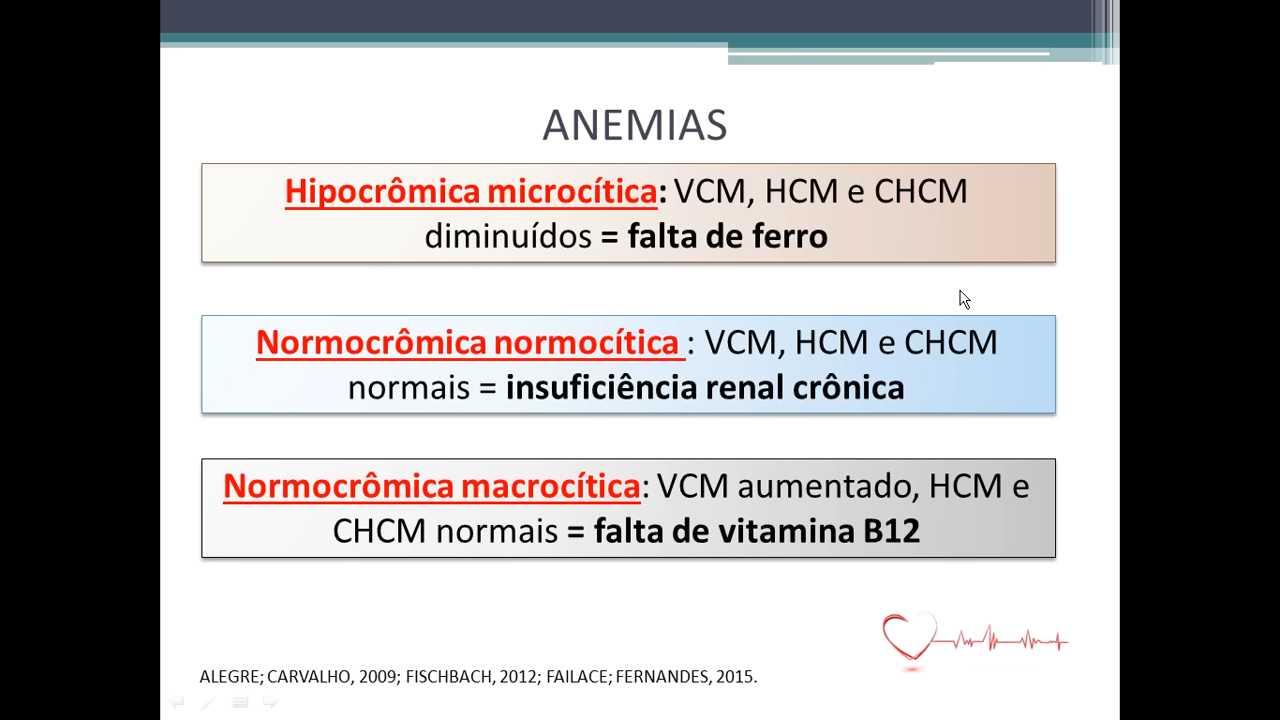 ANEMIAS
Hipocrômica microcítica: VCM, HCM e CHCM
diminuídos = falta de ferro
Normocrômica normocítica : VCM, HCM e CHCM
normais = insuficiência renal crônica
Normocrômica macrocítica: VCM aumentado, HCM e
CHCM normais = falta de vitamina B12
ALEGRE; CARVALHO, 2009; FISCHBACH, 2012; FAILACE; FERNANDES, 2015.